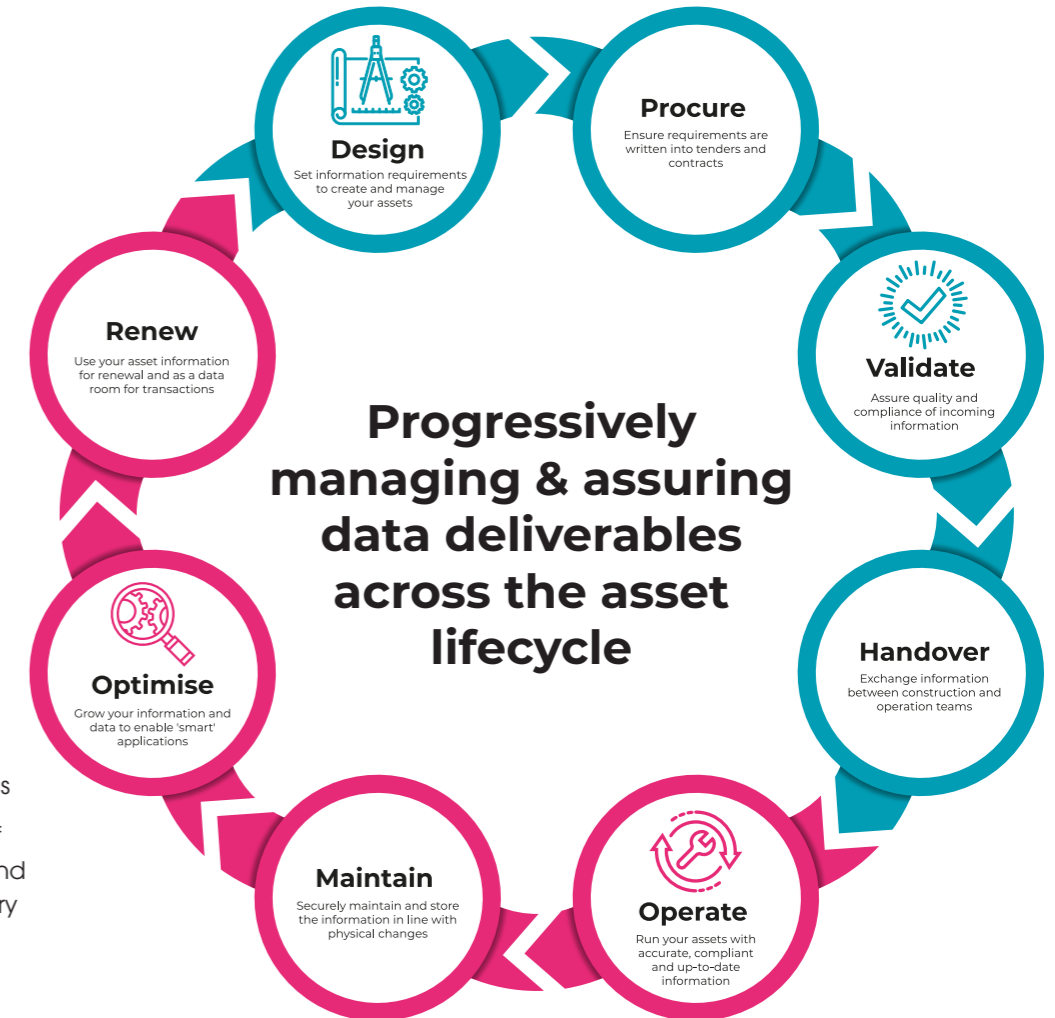 Design
Set information requirements
to create and manage
your assets
Procure
Ensure requirements are
written into tenders and
contracts
Validate
Assure quality and
compliance of incoming
information
Handover
Exchange information
between construction and
operation teams
Operate
Run your assets with
accurate, compliant
and up-to-date
information
Maintain
Securely maintain and store
the information in line with
physical changes
Optimise
Grow your information and
data to enable 'smart'
applications
Renew
Use your asset information
for renewal and as a data
room for transactions
Progressively
managing & assuring
data deliverables
across the asset
lifecycle